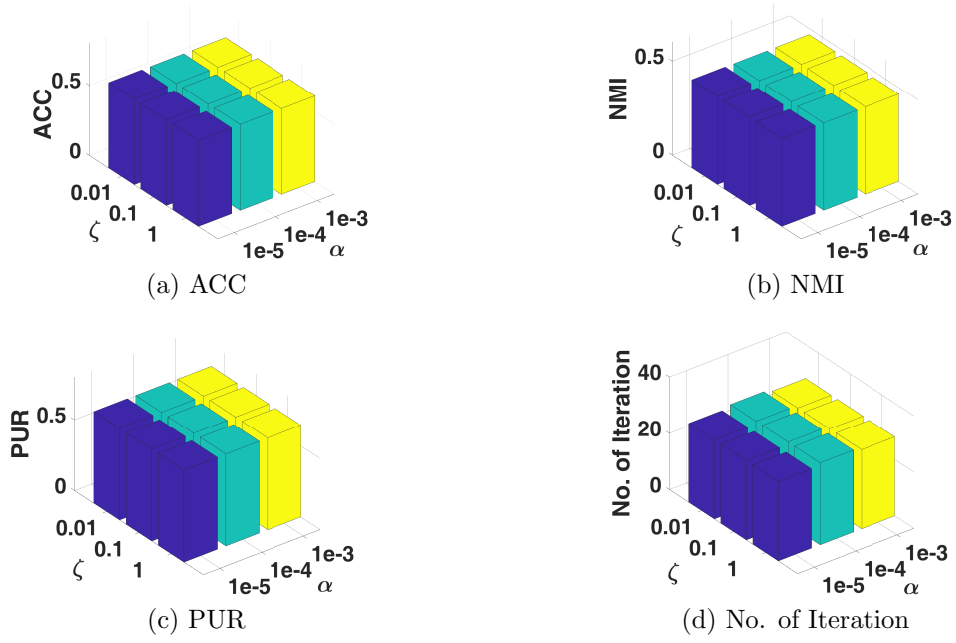 ACC
0.5
0
0.01
0.1
1
ζ
1e-5
1e-4
1e-3
α
(a) ACC
NMI
0.5
0
0.01
0.1
1
ζ
1e-5
1e-4
1e-3
α
(b) NMI
PUR
0.5
0
0.01
0.1
1
ζ
1e-5
1e-4
1e-3
α
(c) PUR
No. of Iteration
40
20
0
0.01
0.1
1
ζ
1e-5
1e-4
1e-3
α
(d) No. of Iteration